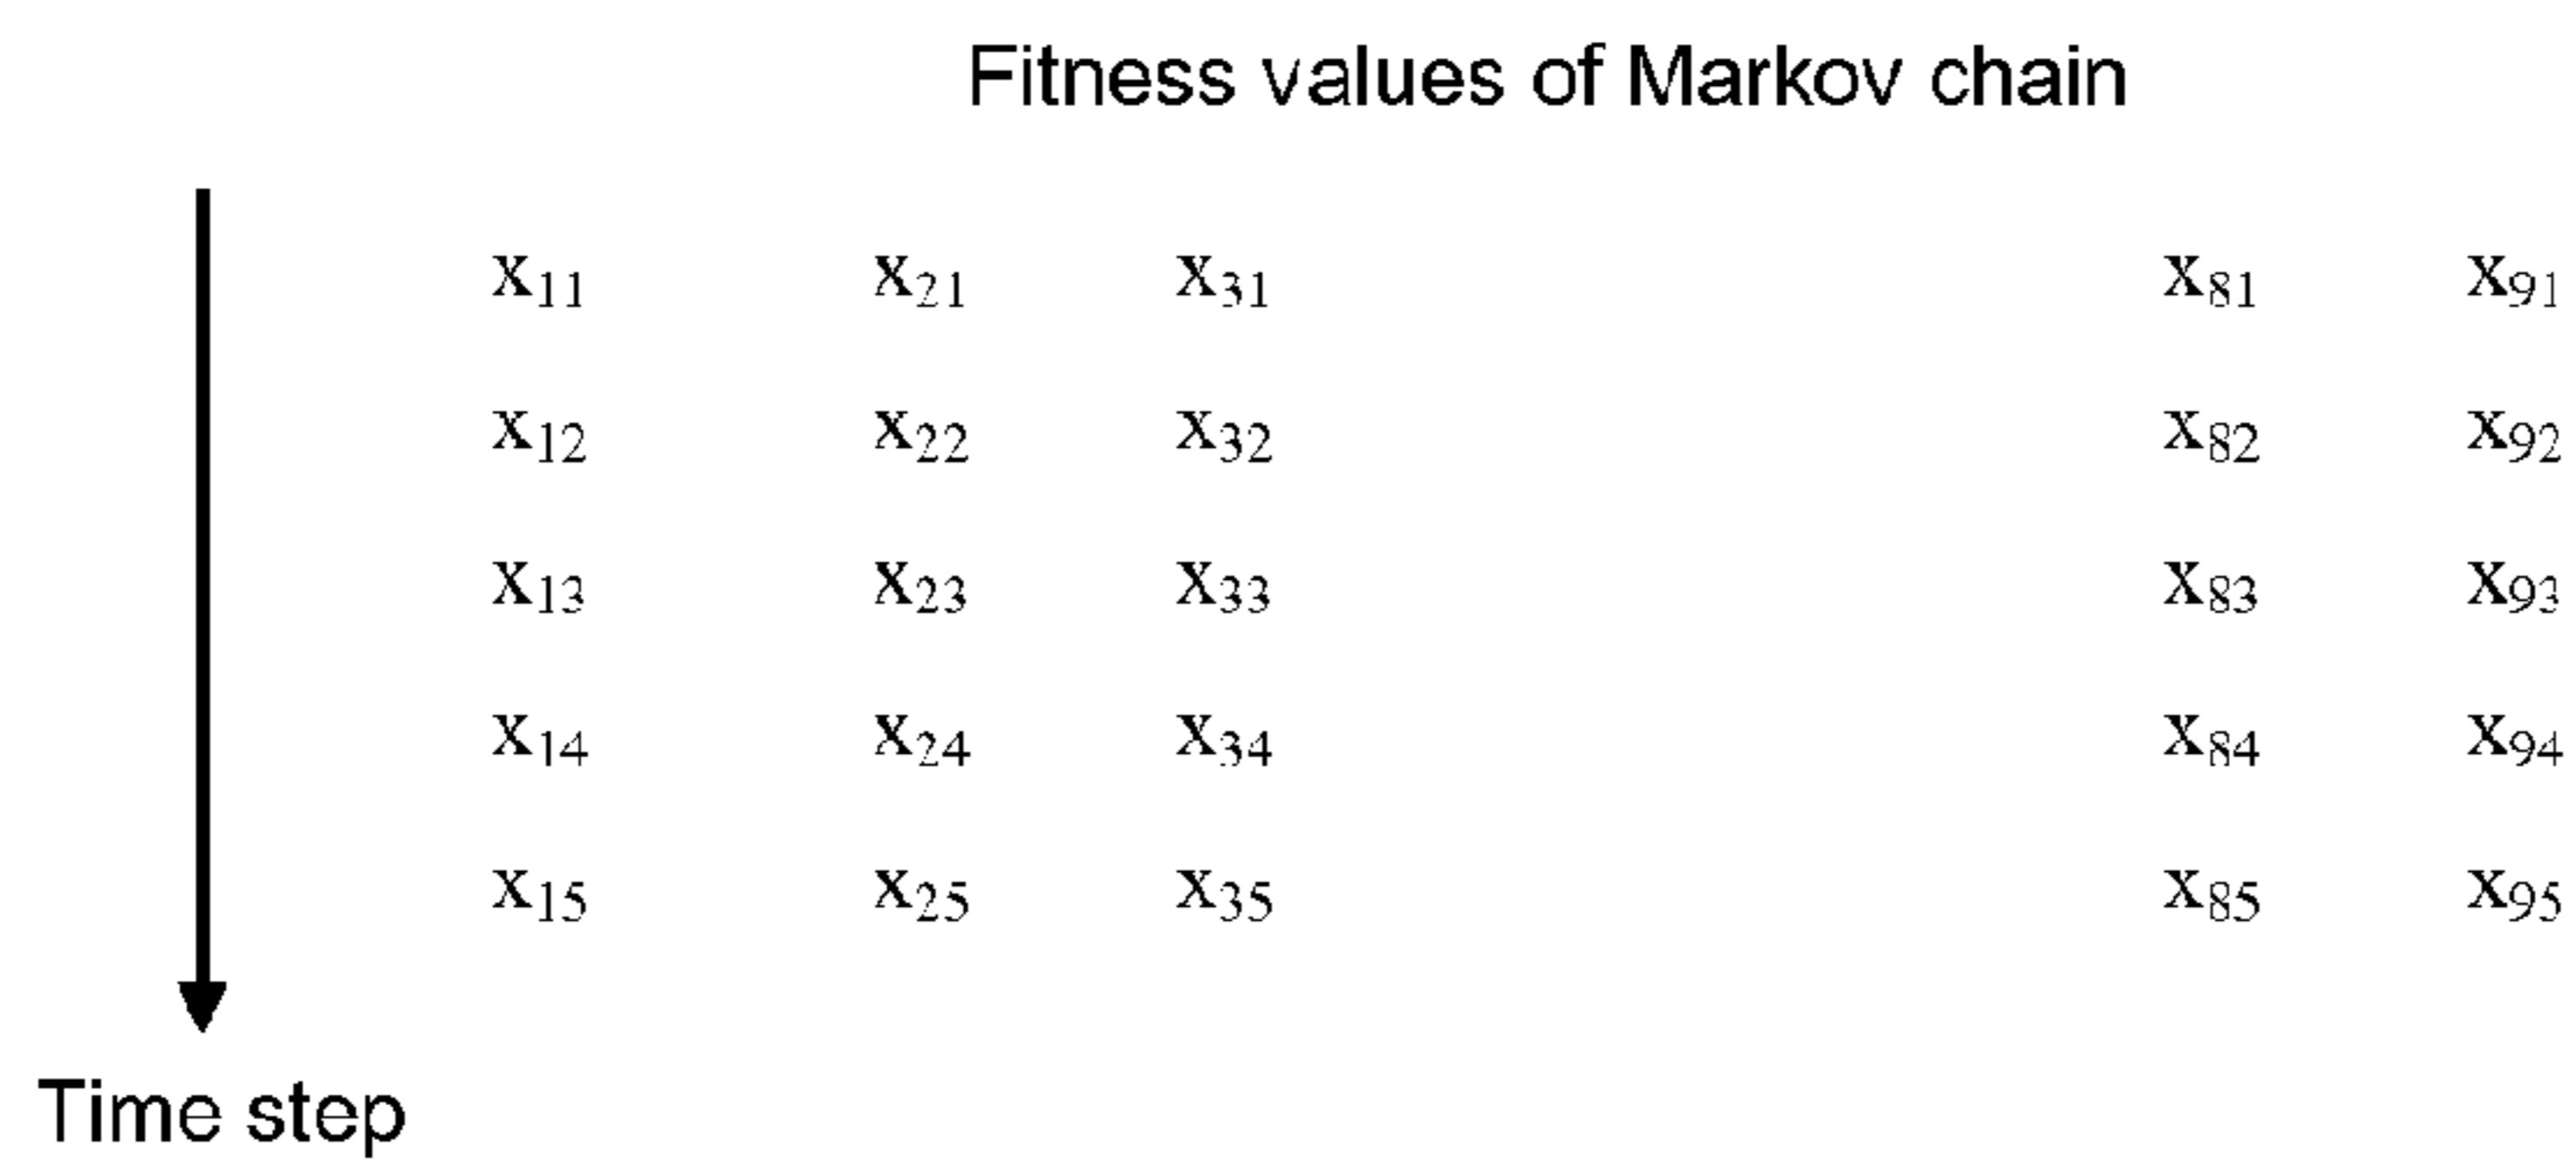 Fitness values of Markov chain
x11 x21 x31 x81 x91
x12 x22 x32 x82 x92
x13 x23 x33 x83 x93
x14 x24 x34 x84 x94
x15 x25 x35 x85 x95
Time step